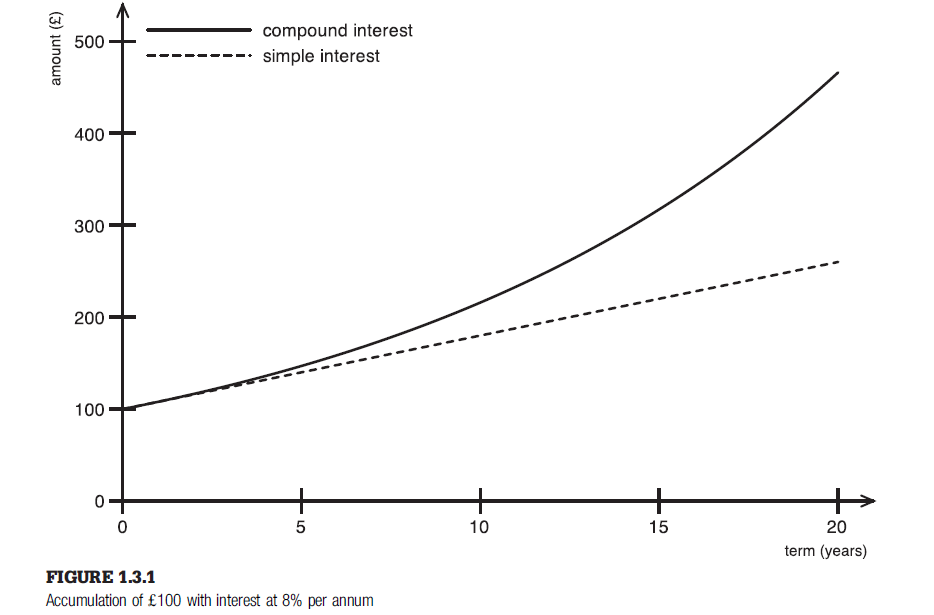 amount (£)
500
400
300
200
100
0
compound interest
simple interest
0 5 10 15 20
term (years)
FIGURE 1.3.1
Accumulation of £100 with interest at 8% per annum